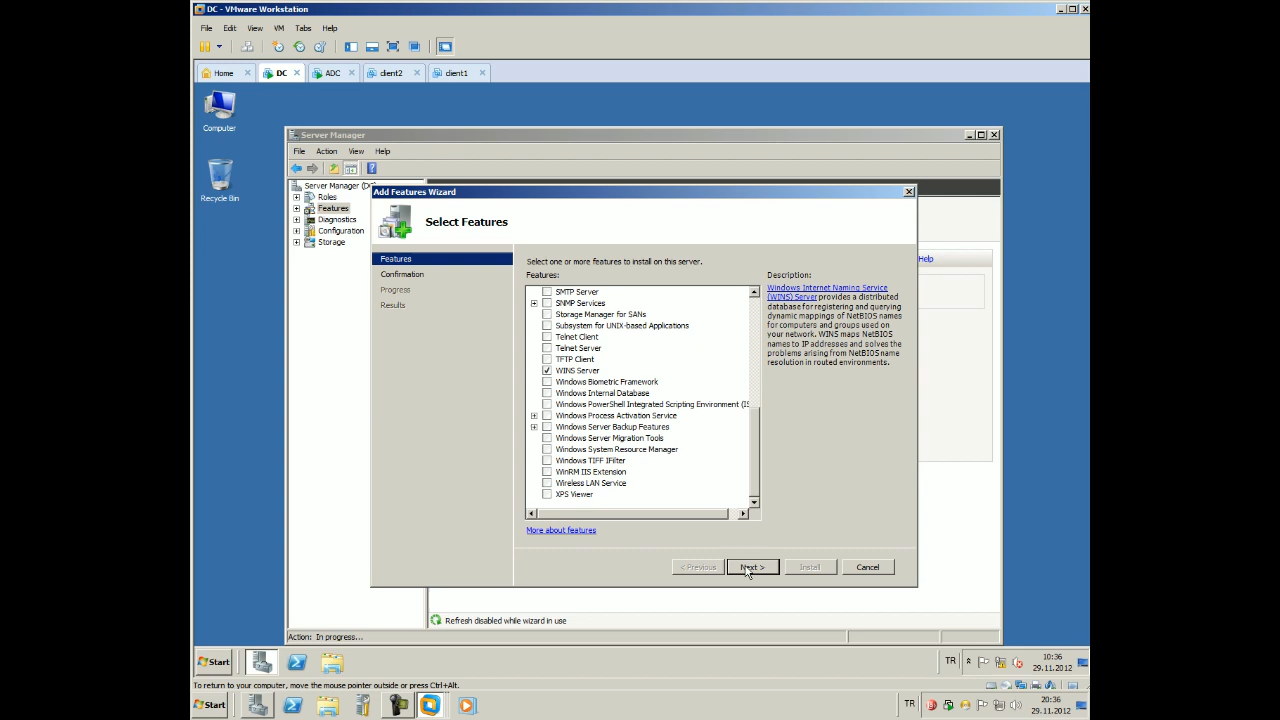 DC - VMware Workstation
File Edit View VM Tabs Help
Home DC ADC client2 client1
Computer
Recycle Bin
Server Manager
File Action View Help
Server Manager
Roles
Features
Diagnostics
Configuration
Storage
Help
Add Features Wizard
Select Features
Features
Confirmation
Progress
Results
Select one or more features to install on this server.
Features:
SMTP Server
SNMP Services
Storage Manager for SANs
Subsystem for UNIX-based Applications
Telnet Client
Telnet Server
TFTP Client
WINS Server
Windows Biometric Framework
Windows Internal Database
Windows PowerShell Integrated Scripting Environment (IS
Windows Process Activation Service
Windows Server Backup Features
Windows Server Migration Tools
Windows System Resource Manager
Windows TIFF IFilter
WinRM IIS Extension
Wireless LAN Service
XPS Viewer
More about features
Description:
Windows Internet Naming Service
(WINS) Server provides a distributed
database for registering and querying
dynamic mappings of NetBIOS names
for computers and groups used on
your network. WINS maps NetBIOS
names to IP addresses and solves the
problems arising from NetBIOS name
resolution in routed environments.
< Previous Next > Install Cancel
Refresh disabled while wizard in use
Action: In progress...
Start TR 10:36
29.11.2012
To return to your computer, move the mouse pointer outside or press Ctrl+Alt.
Start TR 20:36
29.11.2012